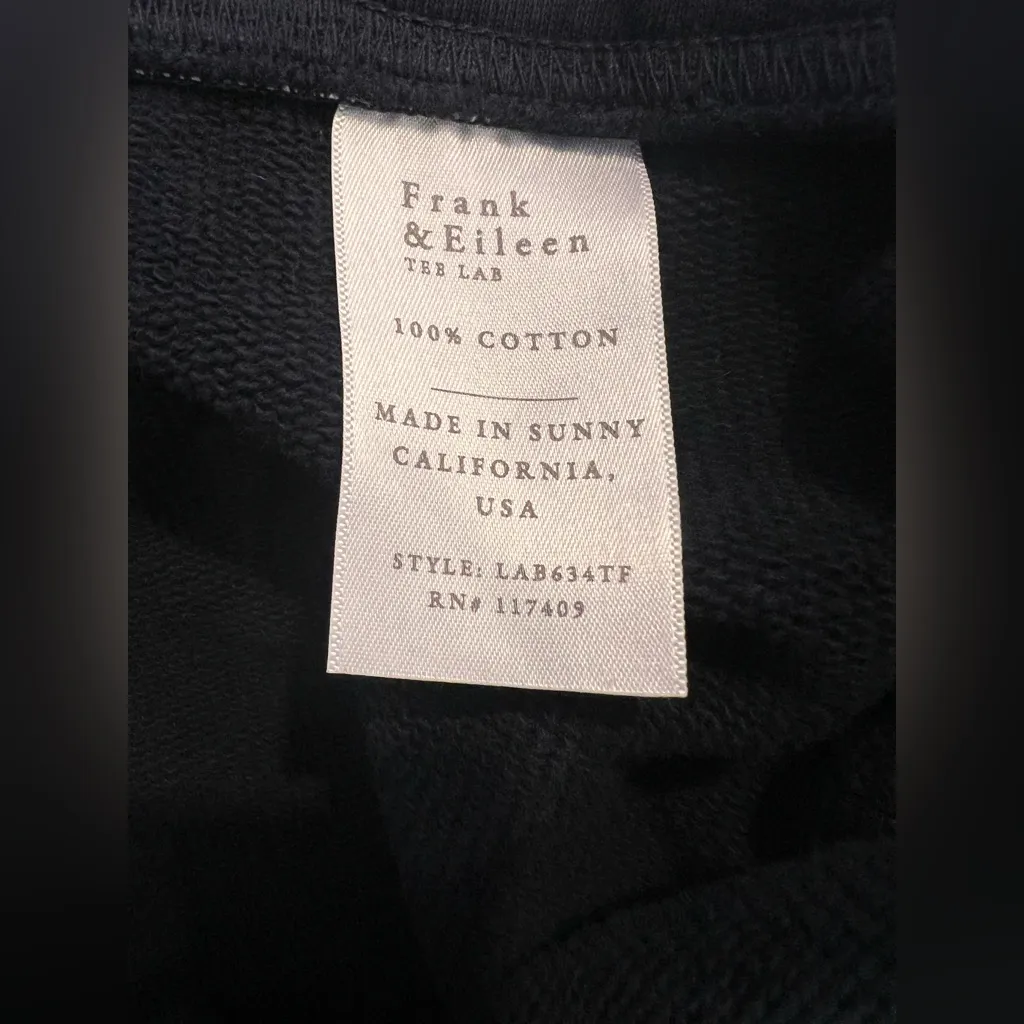 Frank
&Eileen
TEE LAB
100% COTTON
MADE IN SUNNY
CALIFORNIA,
USA
STYLE: LAB634TF
RN# 117409